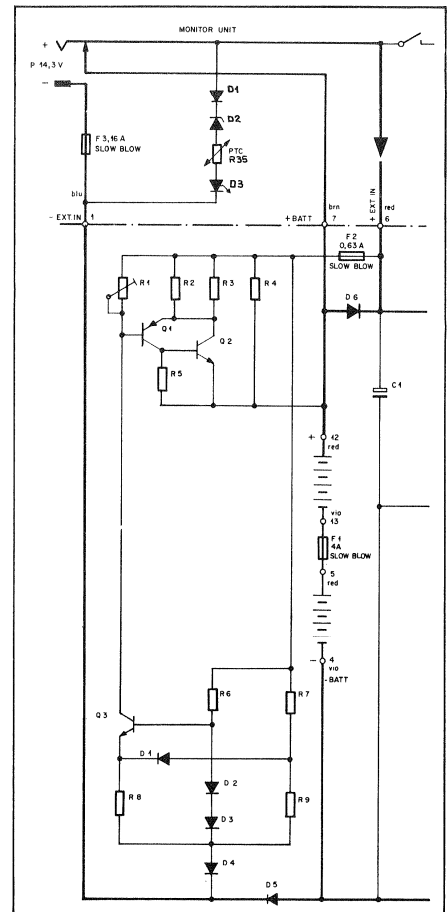 MONITOR UNIT
+
P 14,3 V
-
D1
D2
PTC
R35
D3
F3,16 A
SLOW BLOW
blu
- EXT.IN 1
brn
+BATT 7
+ EXT IN
red
6
F2
0,63 A
SLOW BLOW
R1
R2
R3
R4
D6
Q1
Q2
R5
C1
+ 12
red
vio
13
F1
4A
SLOW BLOW
5
red
- 4
vio
-BATT
R6
R7
Q3
D1
D2
R8
D3
R9
D4
D5